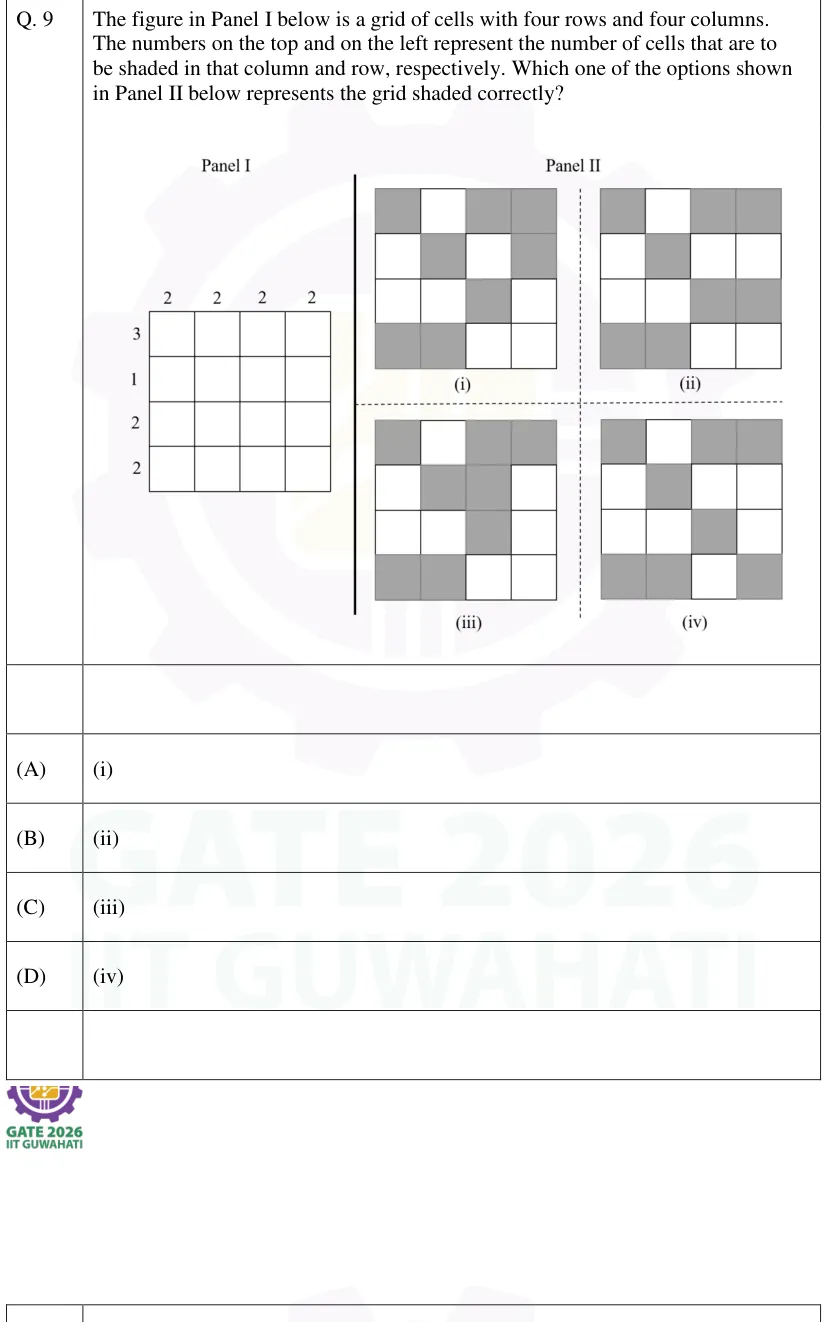 Q. 9
The figure in Panel I below is a grid of cells with four rows and four columns.
The numbers on the top and on the left represent the number of cells that are to
be shaded in that column and row, respectively. Which one of the options shown
in Panel II below represents the grid shaded correctly?
Panel I
Panel II
2 2 2 2
3
1
2
2
(i)
(ii)
(iii)
(iv)
(A) (i)
(B) (ii)
(C) (iii)
(D) (iv)
GATE 2026
IIT GUWAHATI
GATE 2026
IIT GUWAHATI